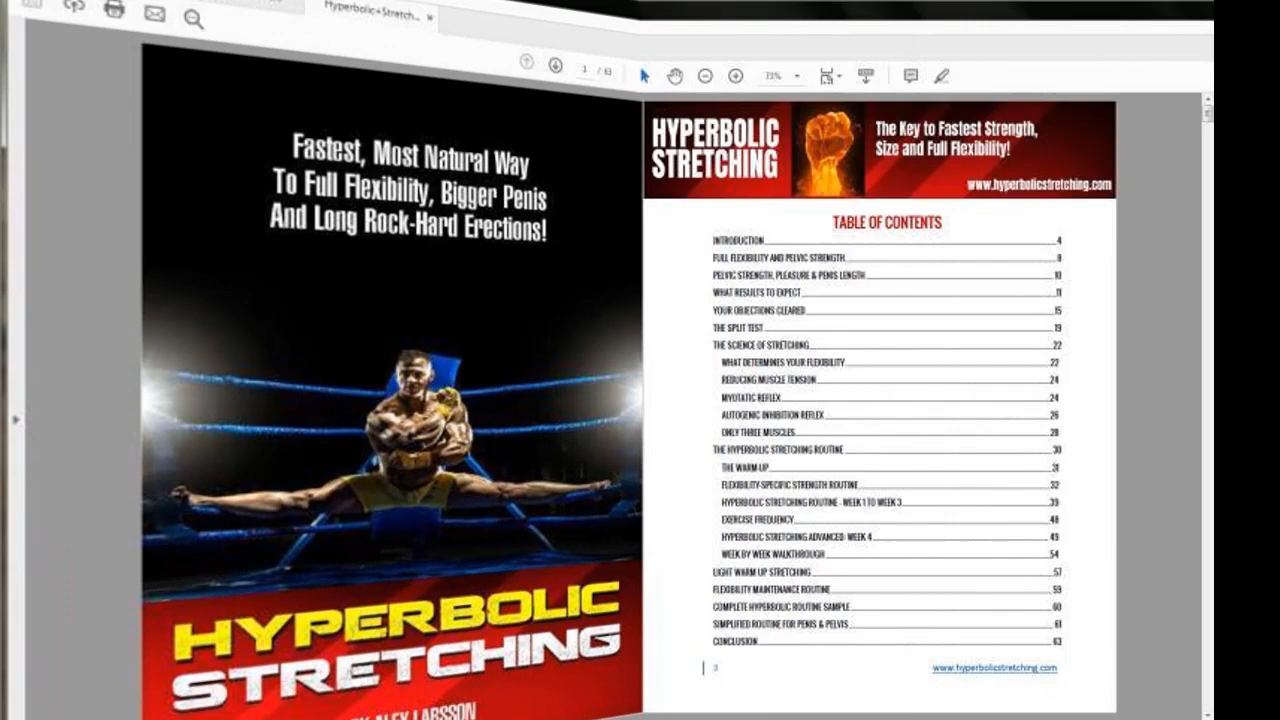 Hyperbolic+Stretch...
1 / 63
73%
Fastest, Most Natural Way
To Full Flexibility, Bigger Penis
And Long Rock-Hard Erections!
HYPERBOLIC
STRETCHING
BY ALEX LARSSON
HYPERBOLIC
STRETCHING
The Key to Fastest Strength,
Size and Full Flexibility!
www.hyperbolicstretching.com
TABLE OF CONTENTS
INTRODUCTION 4
FULL FLEXIBILITY AND PELVIC STRENGTH 8
PELVIC STRENGTH, PLEASURE & PENIS LENGTH 10
WHAT RESULTS TO EXPECT 11
YOUR OBJECTIONS CLEARED 15
THE SPLIT TEST 19
THE SCIENCE OF STRETCHING 22
WHAT DETERMINES YOUR FLEXIBILITY 22
REDUCING MUSCLE TENSION 24
MYOTATIC REFLEX 24
AUTOGENIC INHIBITION REFLEX 26
ONLY THREE MUSCLES 28
THE HYPERBOLIC STRETCHING ROUTINE 30
THE WARM-UP 31
FLEXIBILITY-SPECIFIC STRENGTH ROUTINE 32
HYPERBOLIC STRETCHING ROUTINE - WEEK 1 TO WEEK 3 39
EXERCISE FREQUENCY 48
HYPERBOLIC STRETCHING ADVANCED- WEEK 4 49
WEEK BY WEEK WALKTHROUGH 54
LIGHT WARM UP STRETCHING 57
FLEXIBILITY MAINTENANCE ROUTINE 59
COMPLETE HYPERBOLIC ROUTINE SAMPLE 60
SIMPLIFIED ROUTINE FOR PENIS & PELVIS 61
CONCLUSION 63
3
www.hyperbolicstretching.com